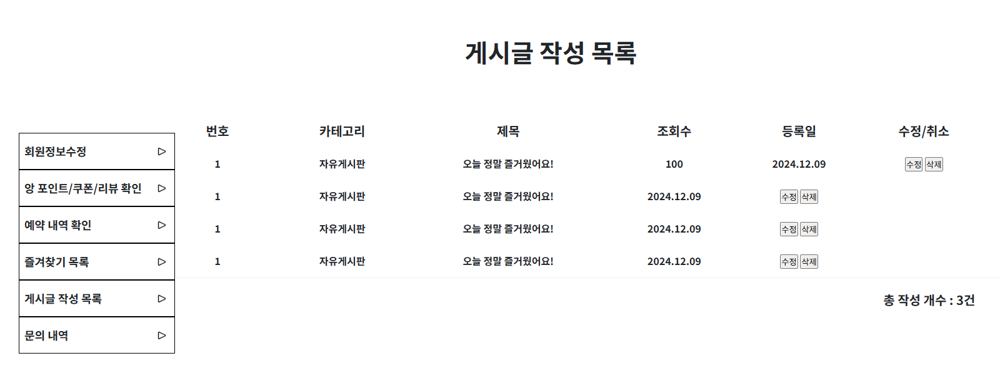 게시글 작성 목록
회원정보수정
앙 포인트/쿠폰/리뷰 확인
예약 내역 확인
즐겨찾기 목록
게시글 작성 목록
문의 내역
번호 카테고리 제목 조회수 등록일 수정/취소
1 자유게시판 오늘 정말 즐거웠어요! 100 2024.12.09 수정 삭제
1 자유게시판 오늘 정말 즐거웠어요! 2024.12.09 수정 삭제
1 자유게시판 오늘 정말 즐거웠어요! 2024.12.09 수정 삭제
1 자유게시판 오늘 정말 즐거웠어요! 2024.12.09 수정 삭제
총 작성 개수 : 3건